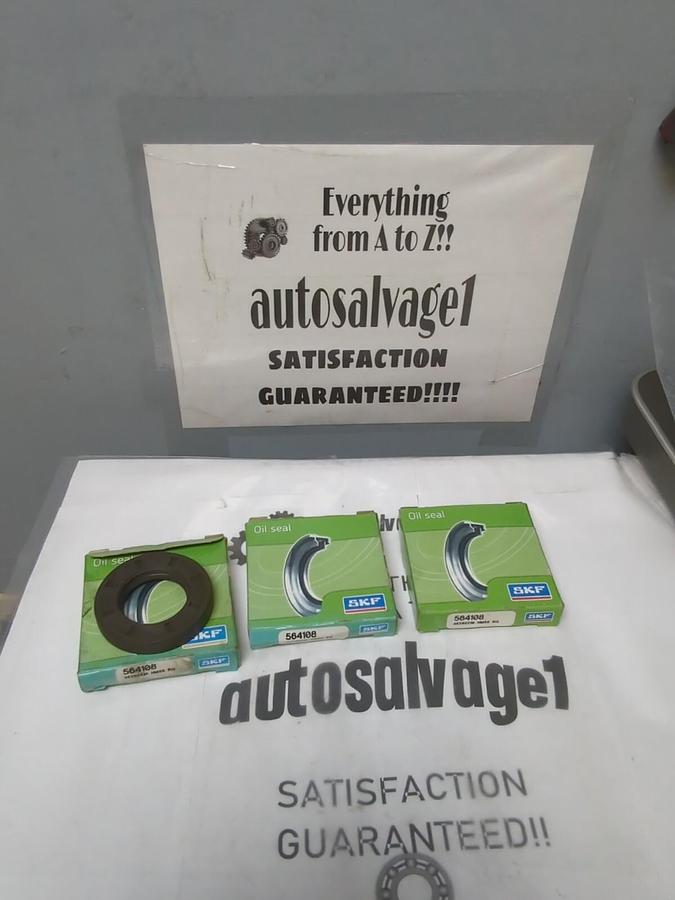 Everything
from A to Z!!
autosalvage1
SATISFACTION
GUARANTEED!!!!
Oil seal
SKF
564108
SKF
Oil seal
SKF
564108
SKF
Oil seal
SKF
564108
SKF
autosalvage1
SATISFACTION
GUARANTEED!!